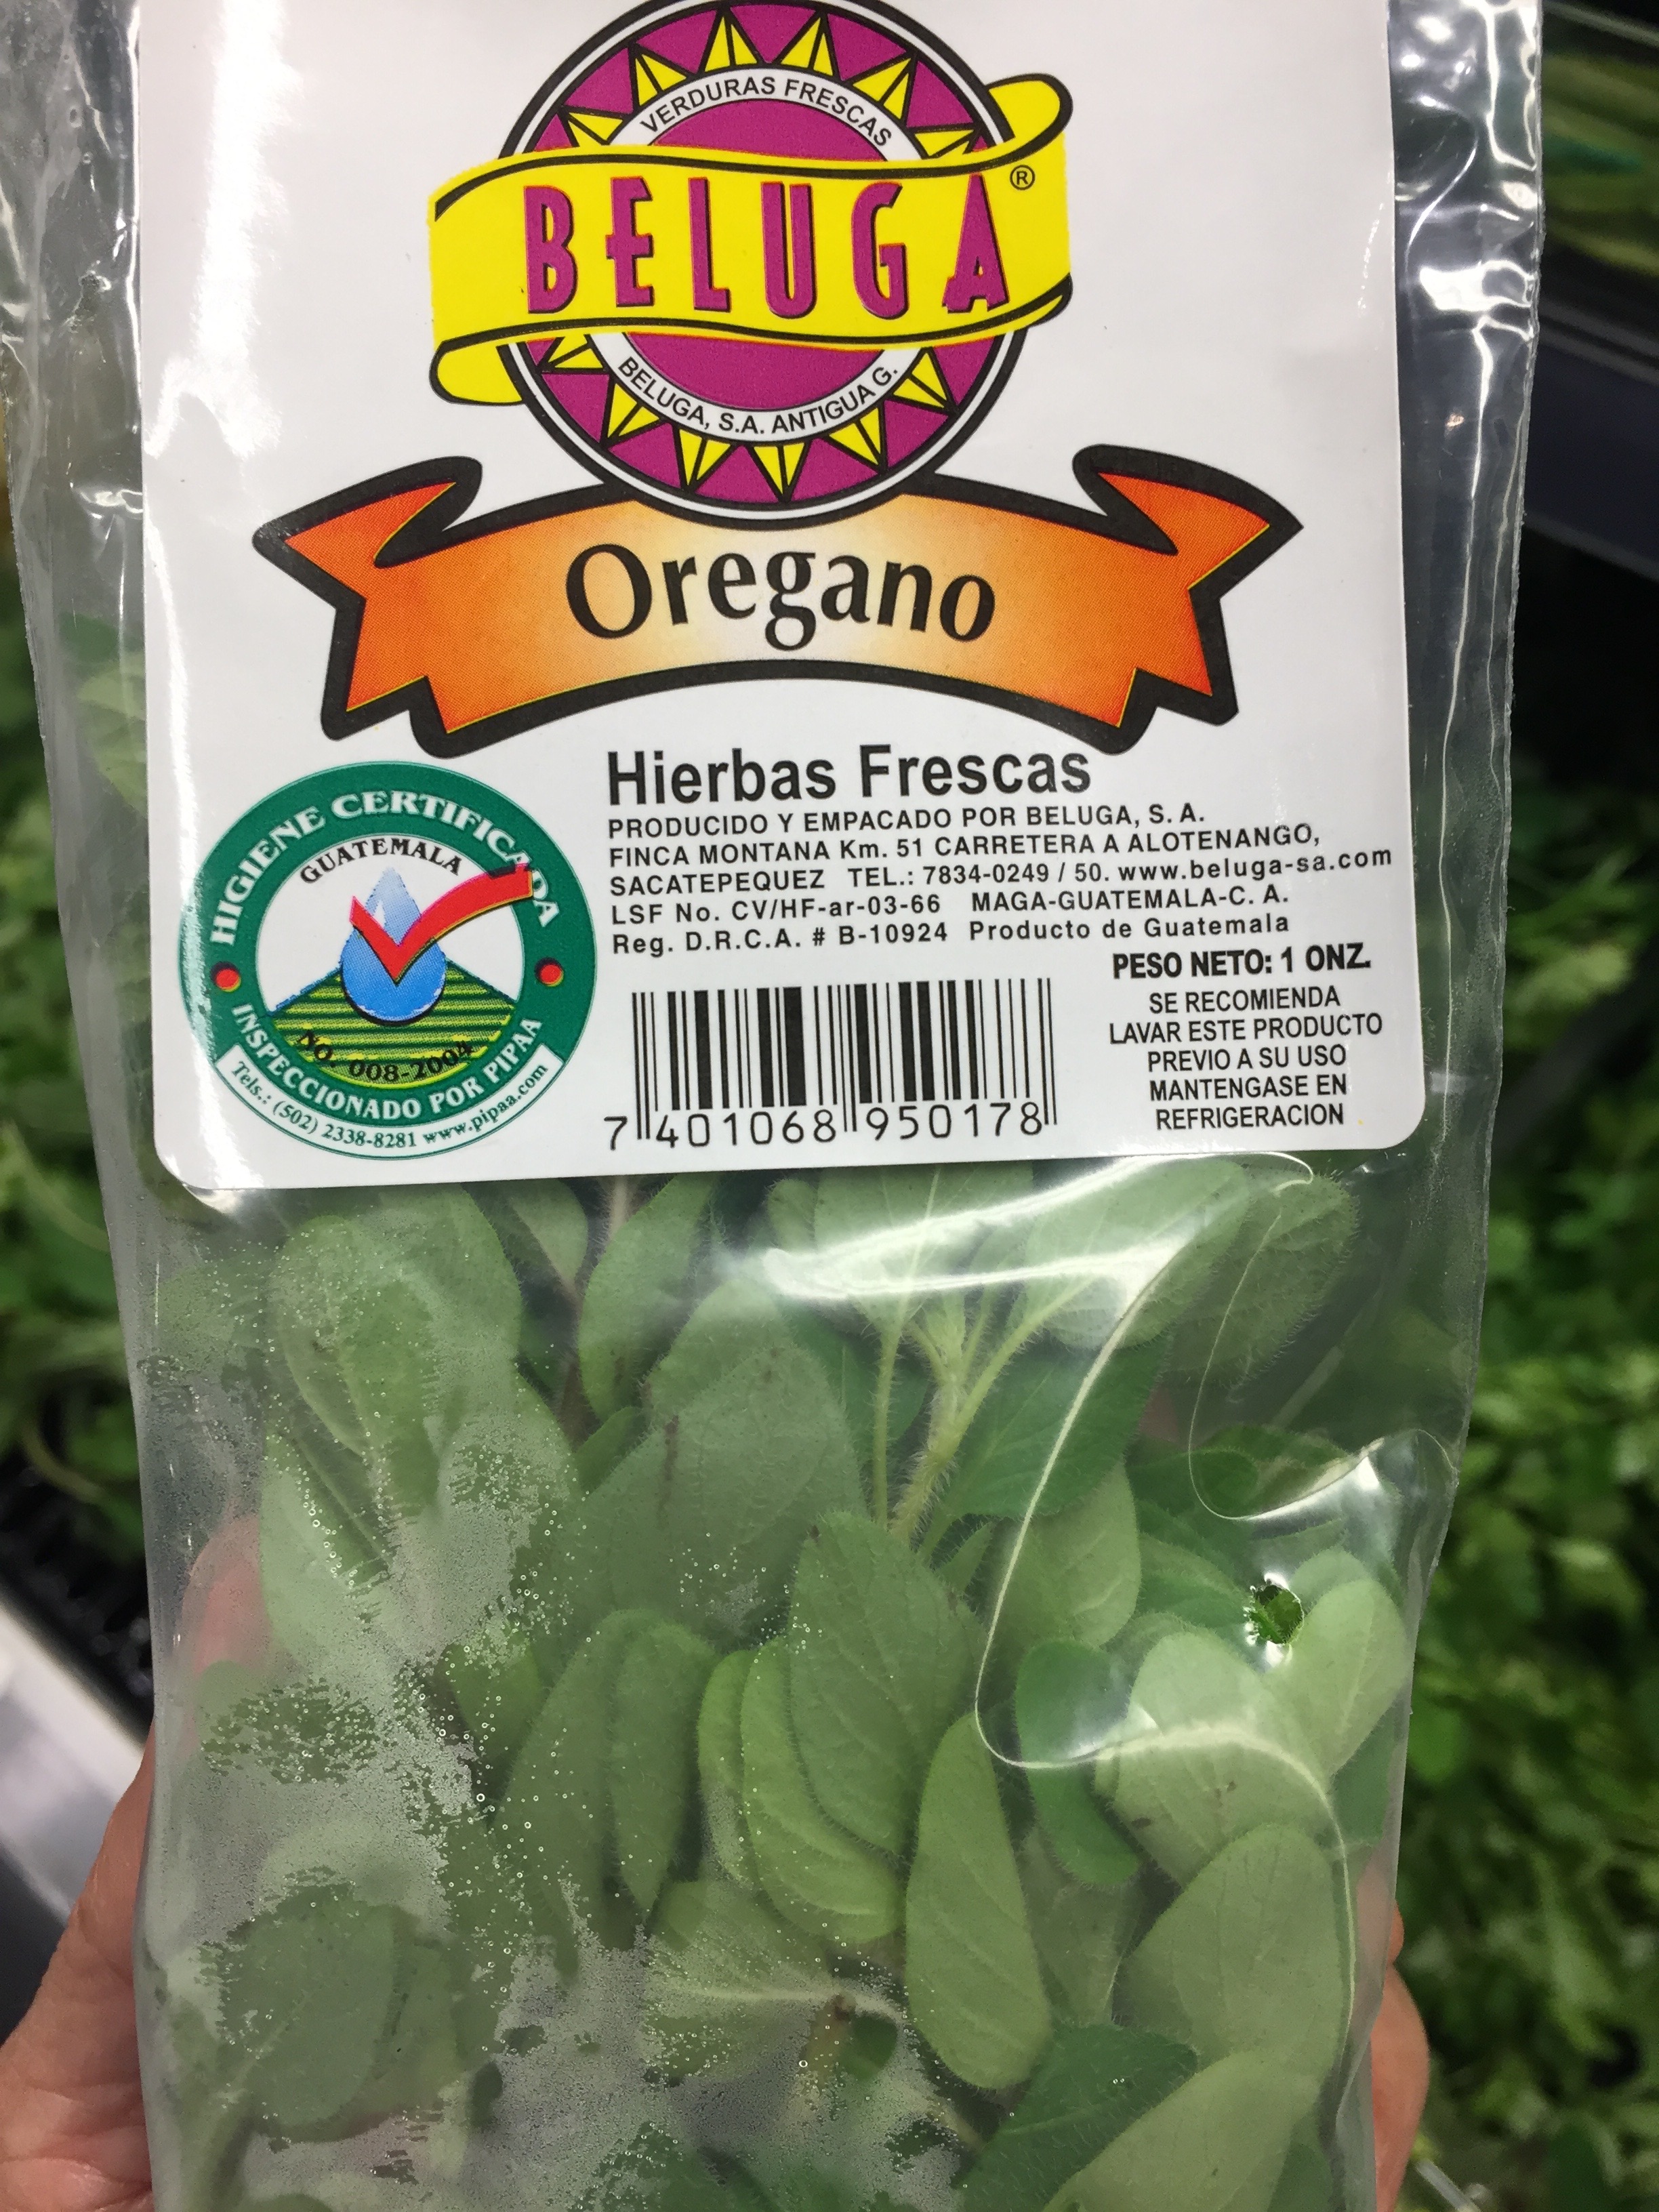 VERDURAS FRESCAS
BELUGA®
BELUGA, S.A. ANTIGUA G.
Oregano
Hierbas Frescas
PRODUCIDO Y EMPACADO POR BELUGA, S. A.
FINCA MONTANA Km. 51 CARRETERA A ALOTENANGO,
SACATEPEQUEZ TEL.: 7834-0249 / 50. www.beluga-sa.com
LSF No. CV/HF-ar-03-66 MAGA-GUATEMALA-C. A.
Reg. D.R.C.A. # B-10924 Producto de Guatemala
PESO NETO: 1 ONZ.
SE RECOMIENDA
LAVAR ESTE PRODUCTO
PREVIO A SU USO
MANTENGASE EN
REFRIGERACION
7 401068 950178
HIGIENE CERTIFICADA
GUATEMALA
NO. 008-2004
INSPECCIONADO POR PIPAA
Tels.: (502) 2338-8281 www.pipaa.com